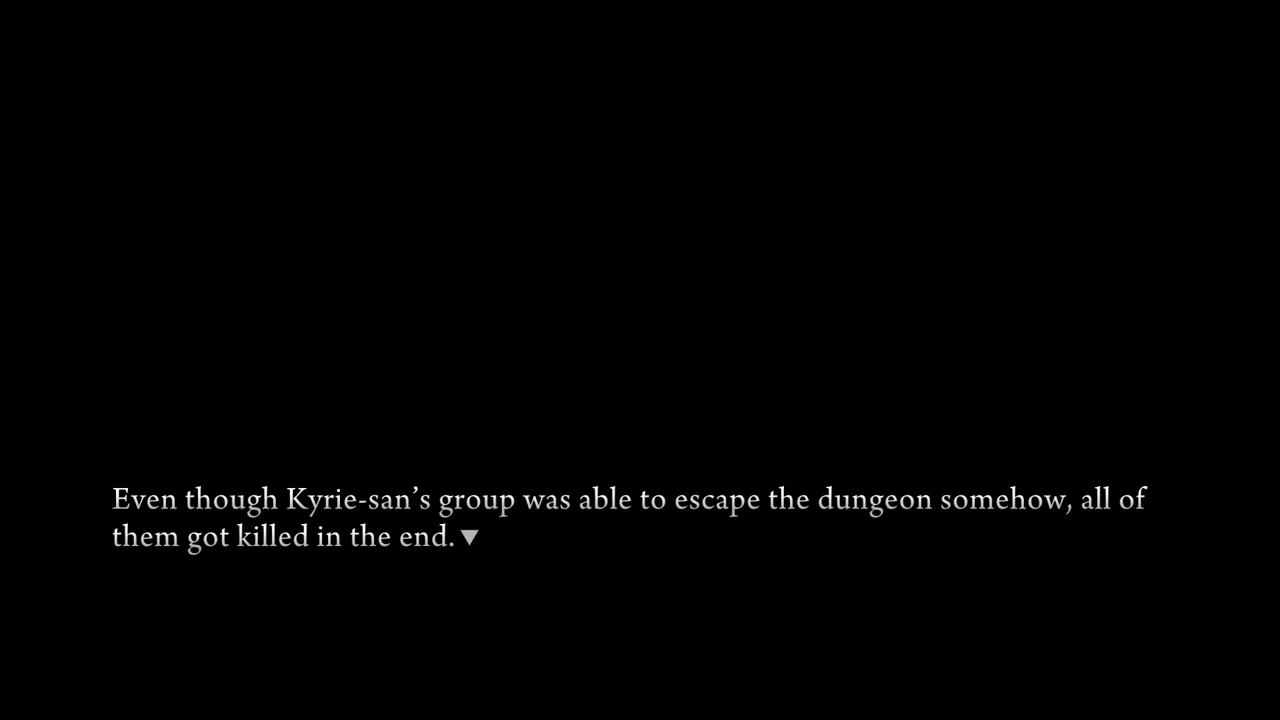 Even though Kyrie-san’s group was able to escape the dungeon somehow, all of
them got killed in the end.▼